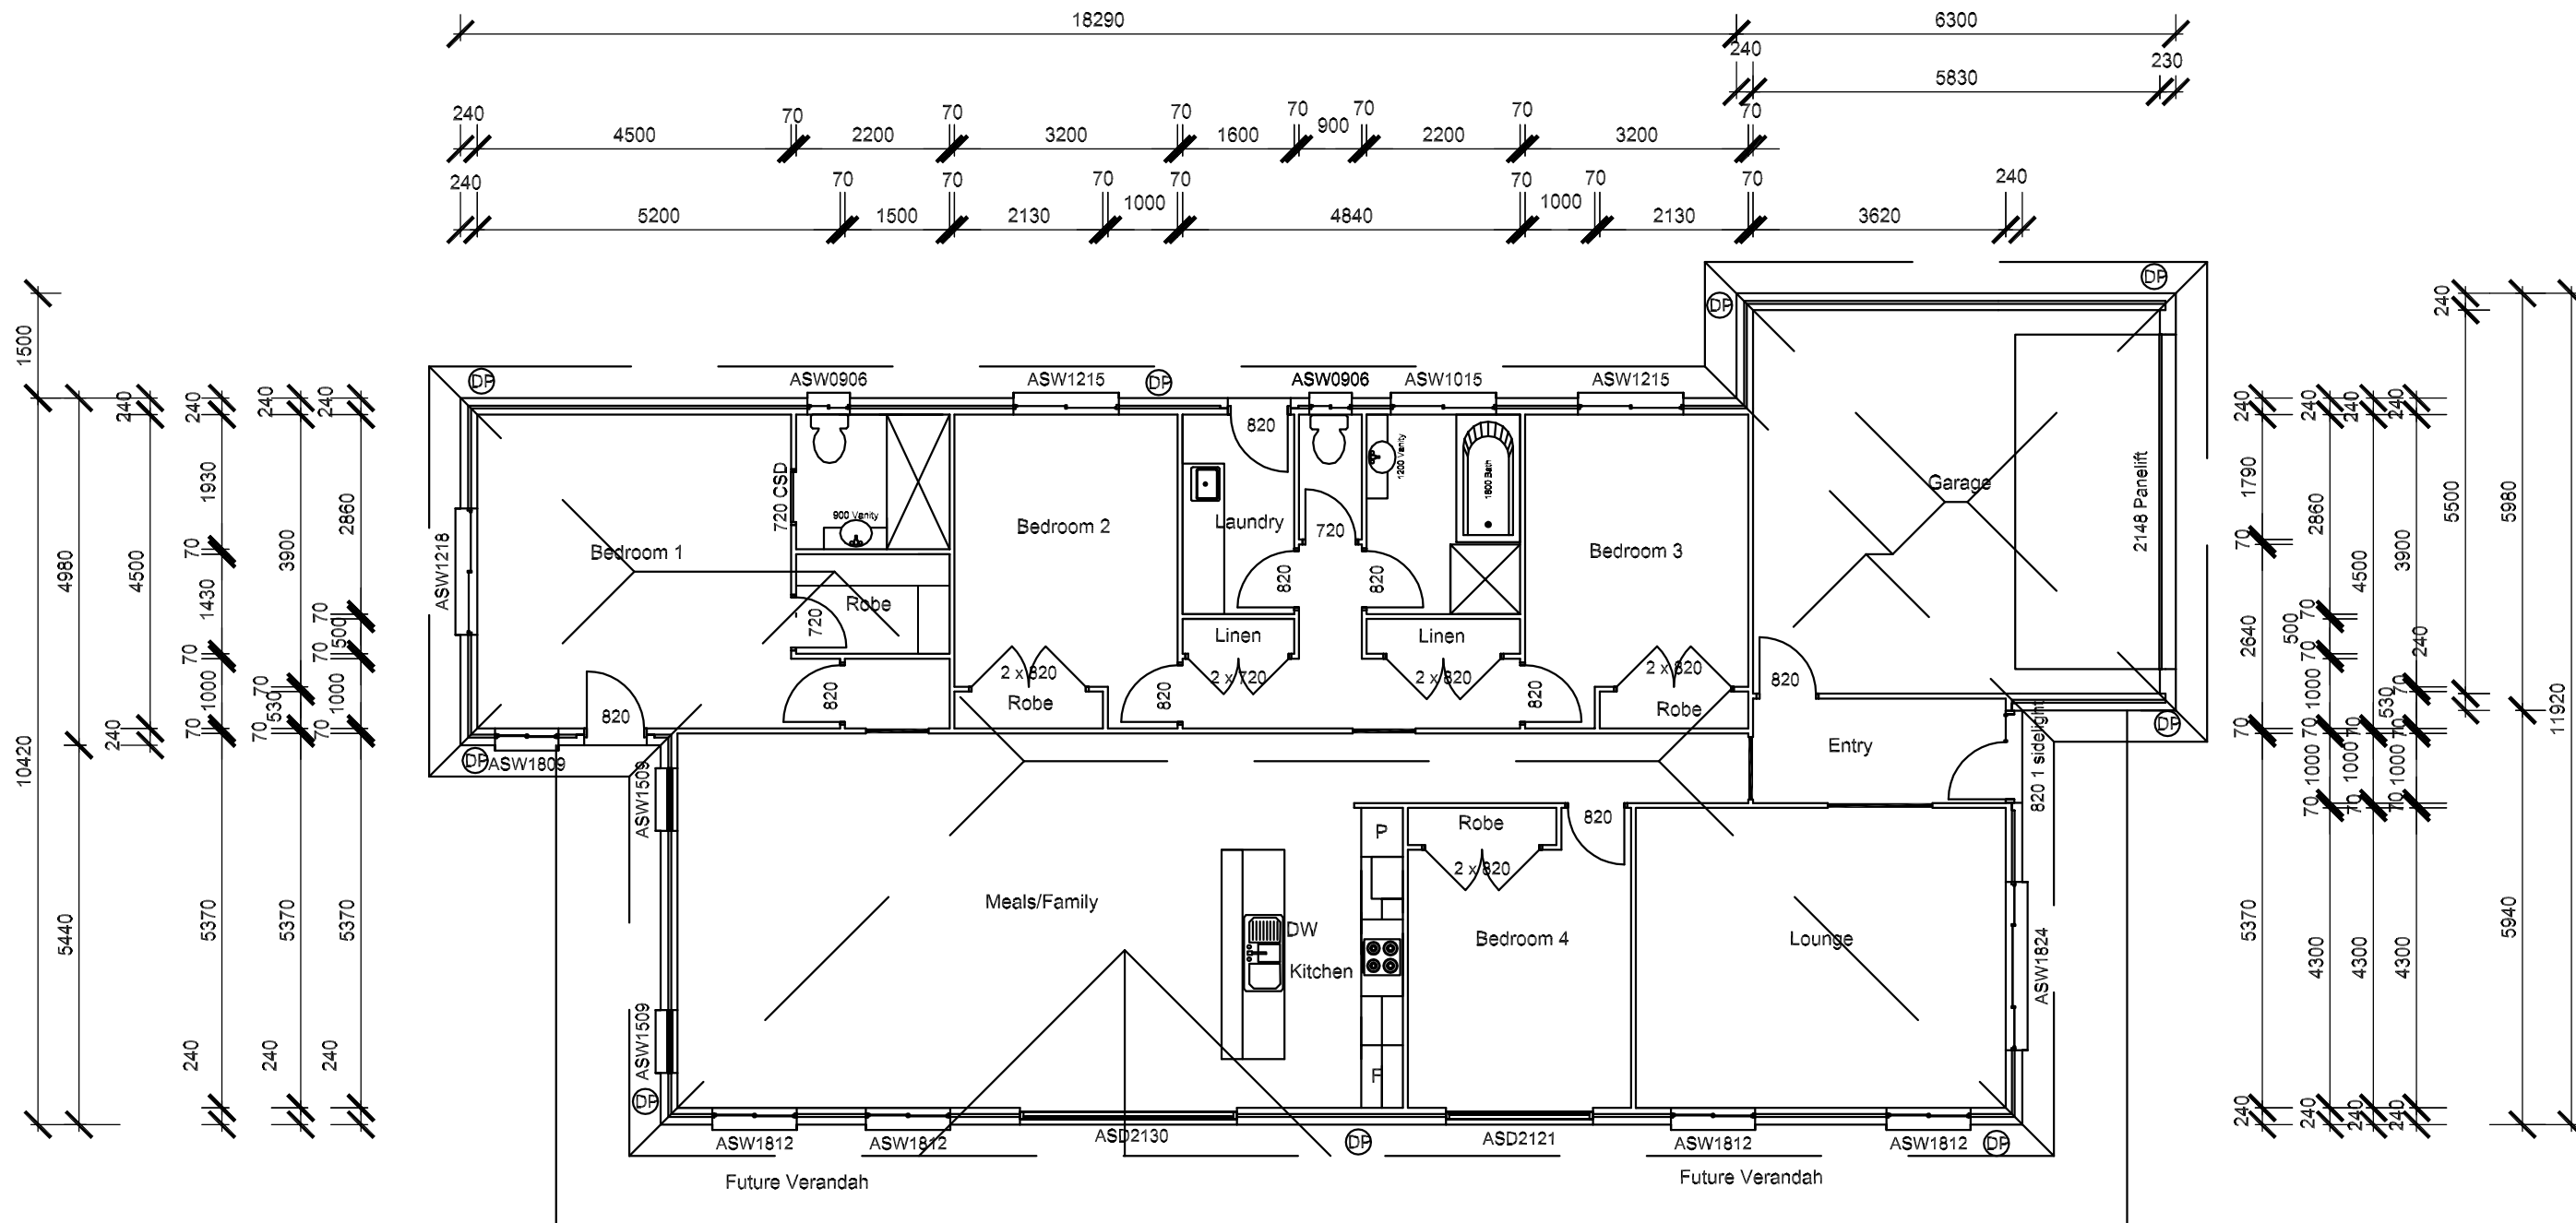 18290 6300
240 230
5830
240 70 70 70 70 70 70 70
4500 2200 3200 1600 900 2200 3200
240 70 70 70 70 70 70 70 240
5200 1500 2130 1000 4840 1000 2130 3620
DP DP
DP DP
ASW0906 ASW1215 ASW0906 ASW1015 ASW1215
1500
10420
4980
5440
240
4500
240
240
1930
70
1430
70
1000
70
5370
240
240
3900
70
530
70
5370
240
240
2860
70
500
70
1000
70
5370
240
820
720 CSD
900 Vanity
1200 Vanity
1600 Bath
Bedroom 1
Bedroom 2
Laundry
720
Bedroom 3
Garage
2148 Panelift
ASW1218
820 820
Robe
720
Linen Linen
2 x 720 2 x 820
2 x 820 2 x 820
Robe Robe
820 820 820 820 820
DP ASW1809
DP
Entry
820 1 sidelight
ASW1509
P
Robe
820
2 x 820
Meals/Family
DW
Kitchen
Bedroom 4
Lounge
ASW1824
ASW1509
F
DP
ASW1812 ASW1812 ASD2130 DP ASD2121 ASW1812 ASW1812 DP
Future Verandah Future Verandah
240
1790
70
2640
70
5370
240
240
2860
70
500
70
1000
70
1000
70
4300
240
240
4500
70
1000
70
4300
240
240
3900
240
70
530
70
1000
70
4300
240
240
5500
5980
5940
11920